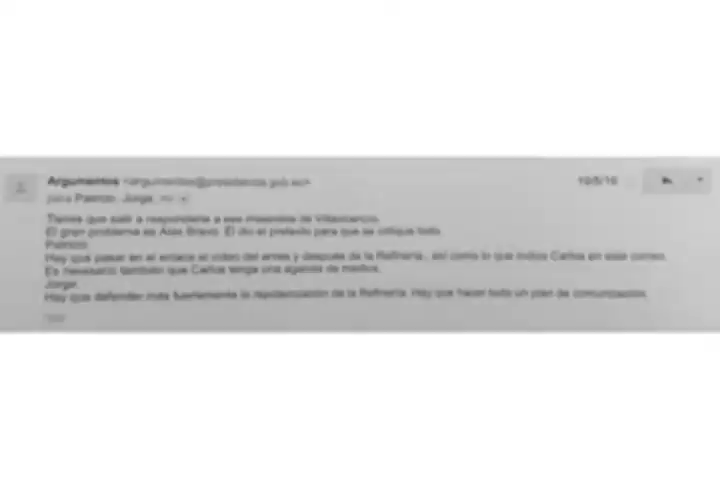 Argumentos <argumentos@presidencia.gob.ec>
para Patricio, Jorge,
Tienes que salir a responderle a ese miserable de Villavicencio.
El gran problema es Alex Bravo. Él dio el pretexto para que se critique todo.
Patricio:
Hay que pasar en el enlace el video del antes y después de la Refinería, así como lo que indica Carlos en este correo.
Es necesario también que Carlos tenga una agenda de medios.
Jorge:
Hay que defender más fuertemente la repotenciación de la Refinería. Hay que hacer todo un plan de comunicación.